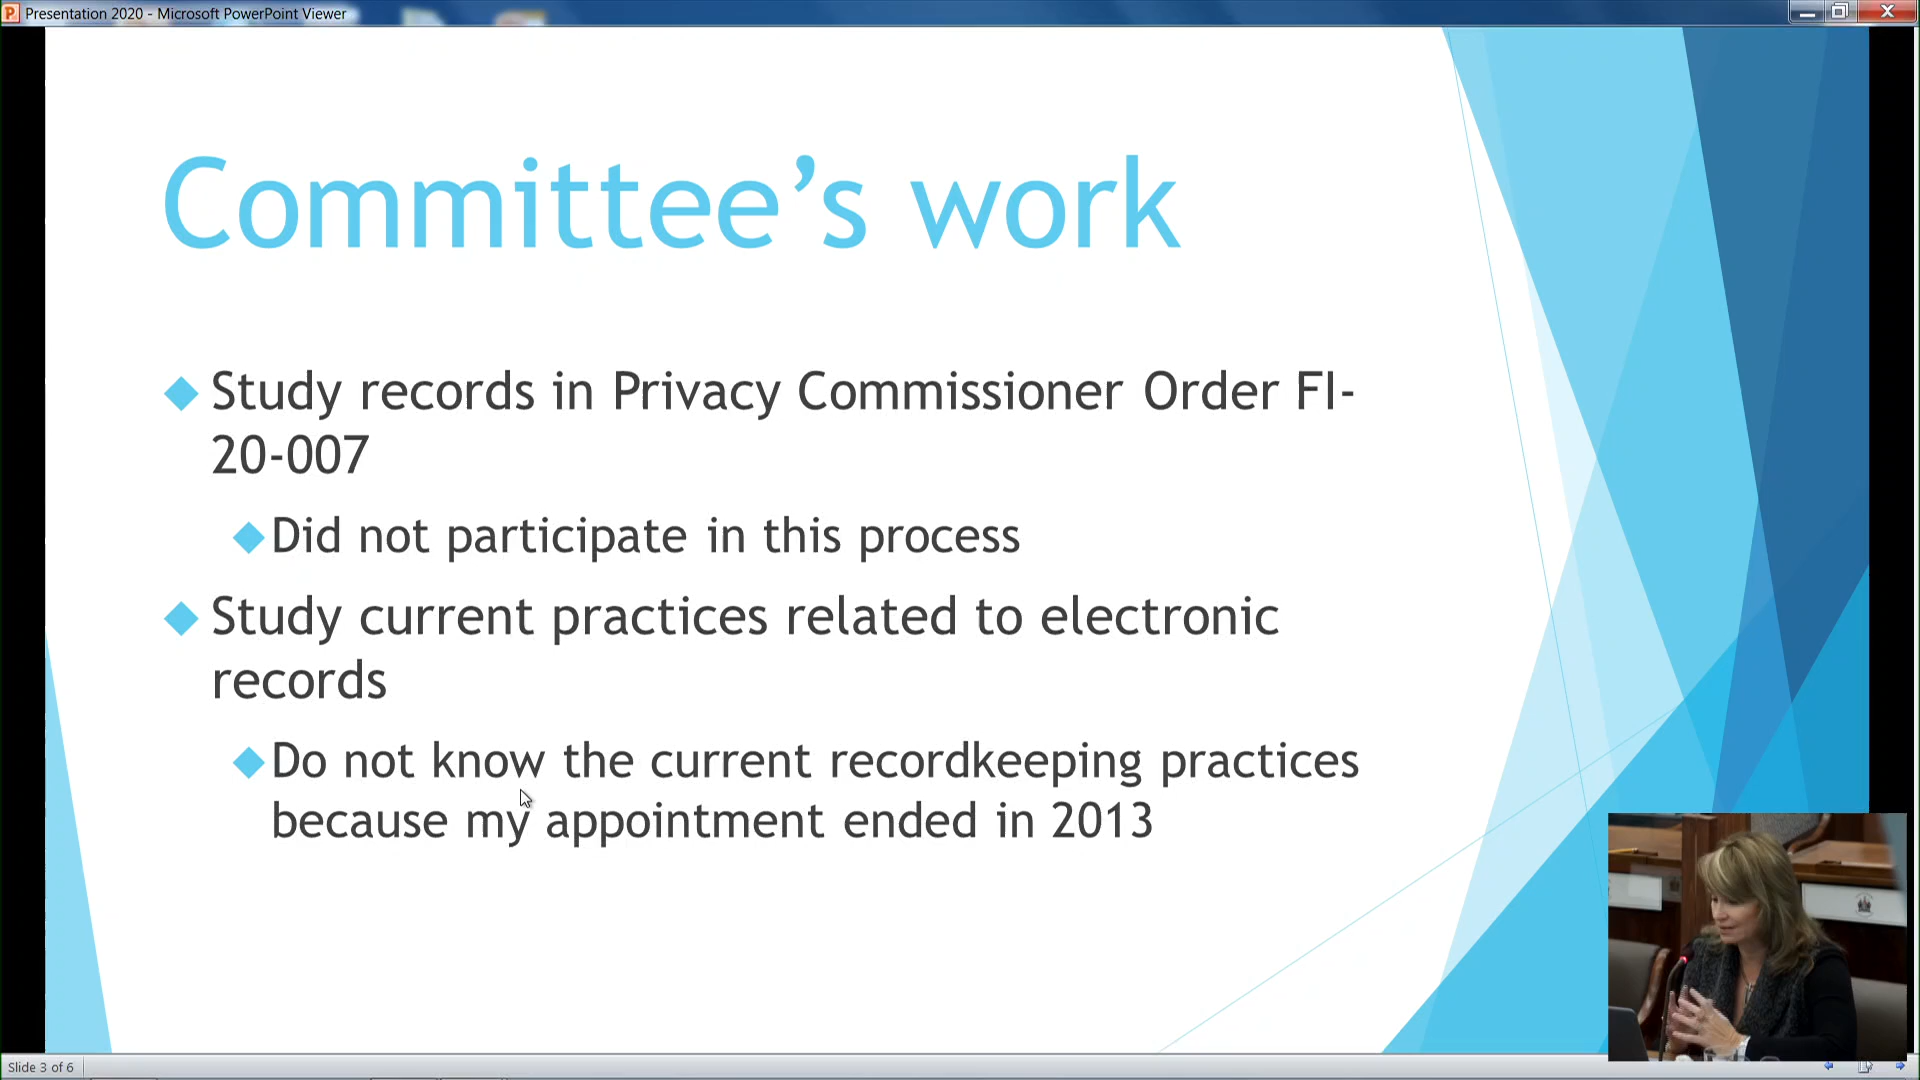 Presentation 2020 - Microsoft PowerPoint Viewer
Committee’s work
Study records in Privacy Commissioner Order FI-
20-007
Did not participate in this process
Study current practices related to electronic
records
Do not know the current recordkeeping practices
because my appointment ended in 2013
Slide 3 of 6